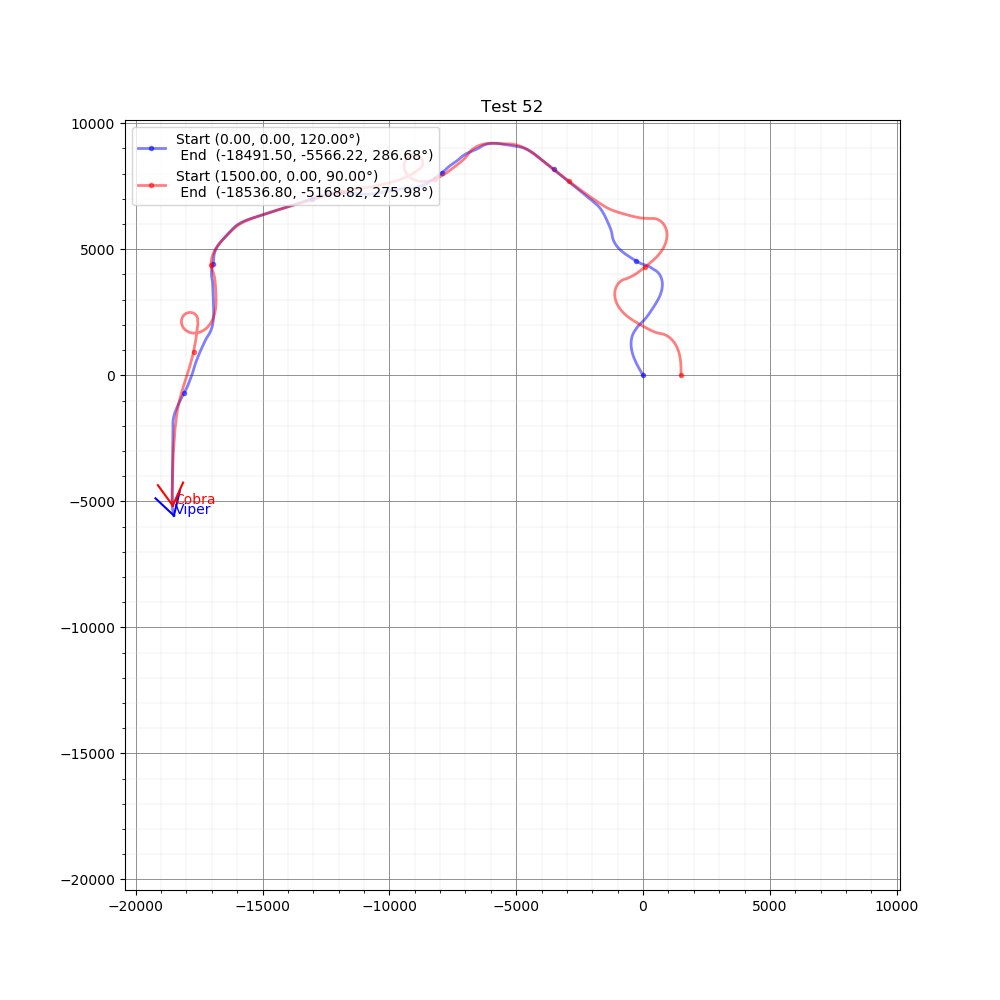 Test 52
Start (0.00, 0.00, 120.00°)
End (-18491.50, -5566.22, 286.68°)
Start (1500.00, 0.00, 90.00°)
End (-18536.80, -5168.82, 275.98°)
10000
5000
0
−5000
−10000
−15000
−20000
Cobra
Viper
−20000 −15000 −10000 −5000 0 5000 10000